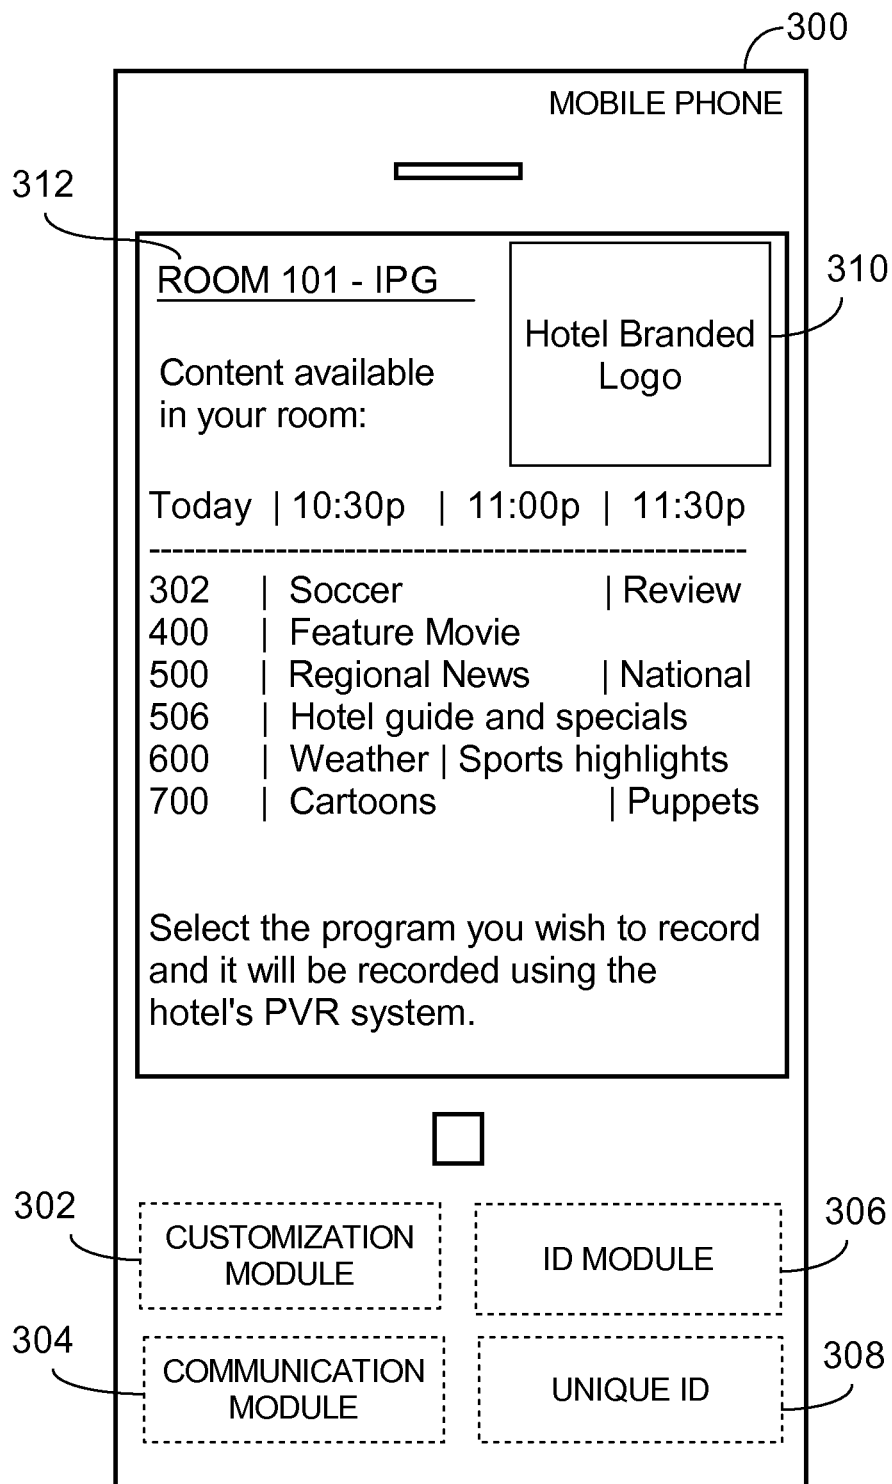 300
MOBILE PHONE
312
ROOM 101 - IPG
310
Hotel Branded
Logo
Content available
in your room:
Today | 10:30p | 11:00p | 11:30p
-------------------------------------------------------
302 | Soccer | Review
400 | Feature Movie
500 | Regional News | National
506 | Hotel guide and specials
600 | Weather | Sports highlights
700 | Cartoons | Puppets
Select the program you wish to record
and it will be recorded using the
hotel's PVR system.
302
CUSTOMIZATION
MODULE
306
ID MODULE
304
COMMUNICATION
MODULE
308
UNIQUE ID